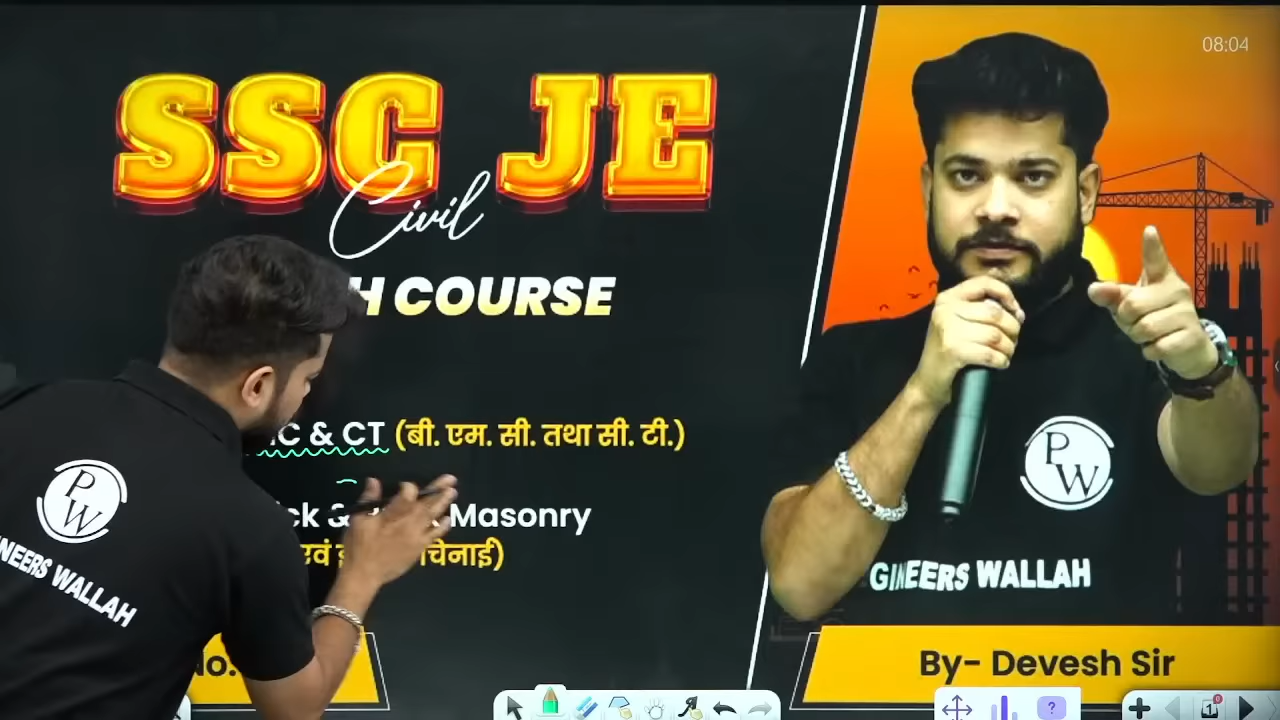 08:04
SSC JE
Civil
H COURSE
& CT (बी. एम. सी. तथा सी. टी.)
Masonry
PW
PW
GINEERS WALLAH
NEERS WALLAH
By- Devesh Sir